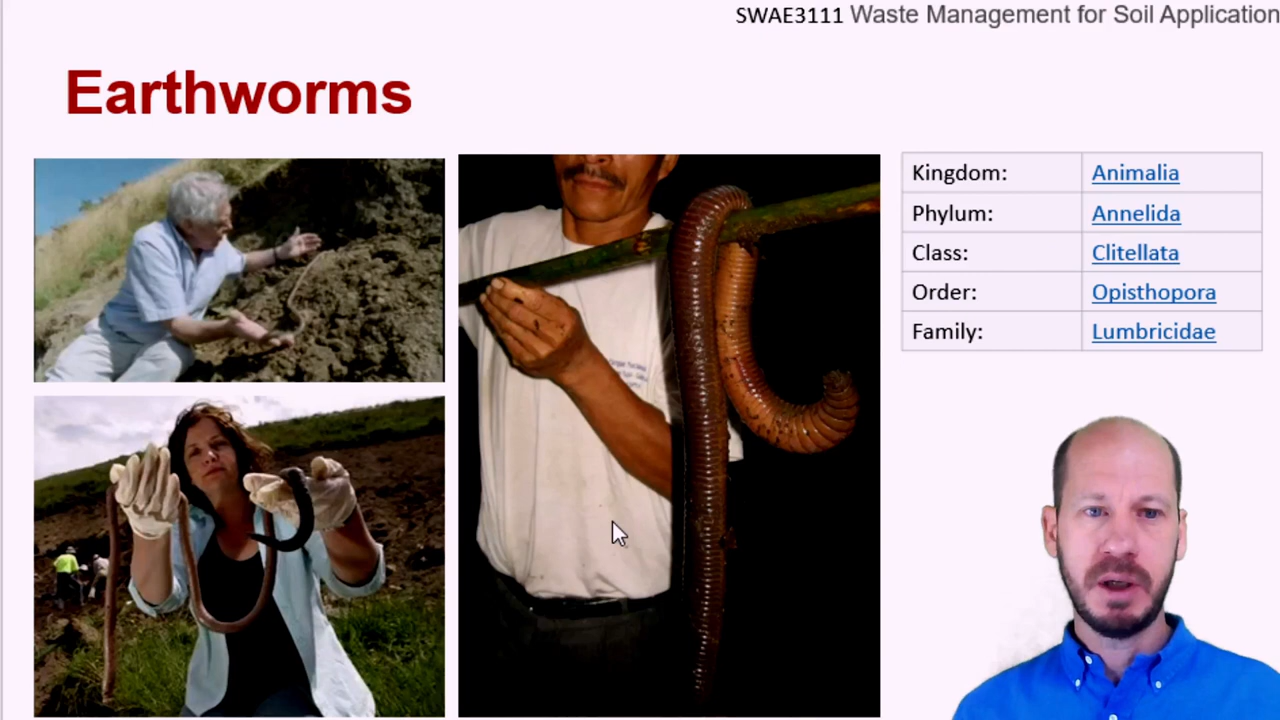 SWAE3111 Waste Management for Soil Application
Earthworms
Kingdom: Animalia
Phylum: Annelida
Class: Clitellata
Order: Opisthopora
Family: Lumbricidae